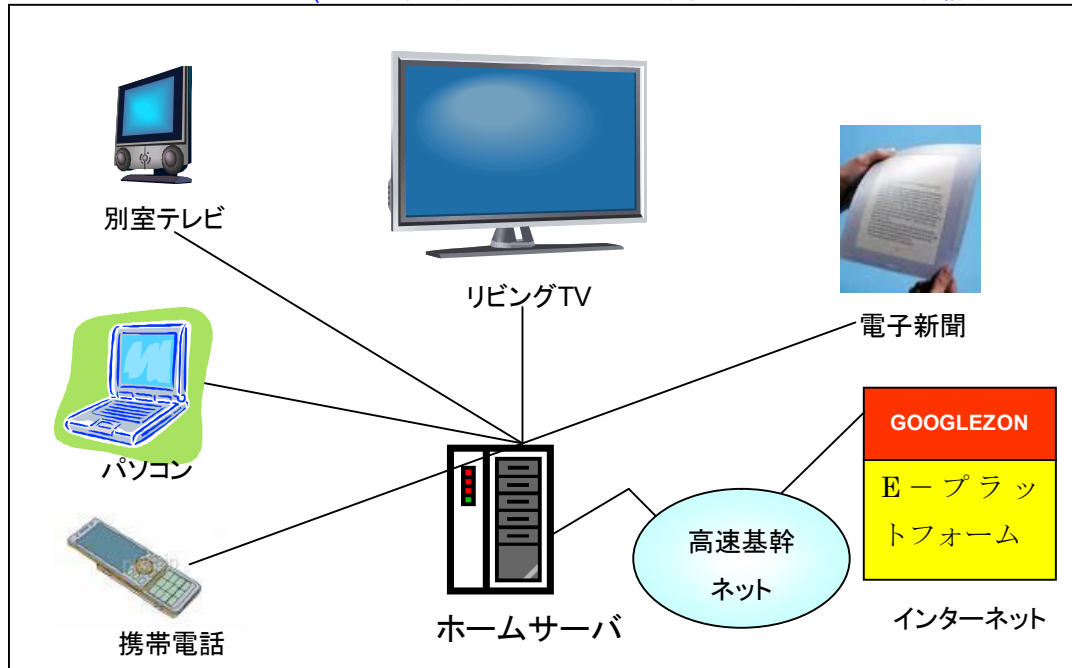 別室テレビ
リビングTV
電子新聞
パソコン
GOOGLEZON
E－プラッ
トフォーム
高速基幹
ネット
インターネット
ホームサーバ
携帯電話